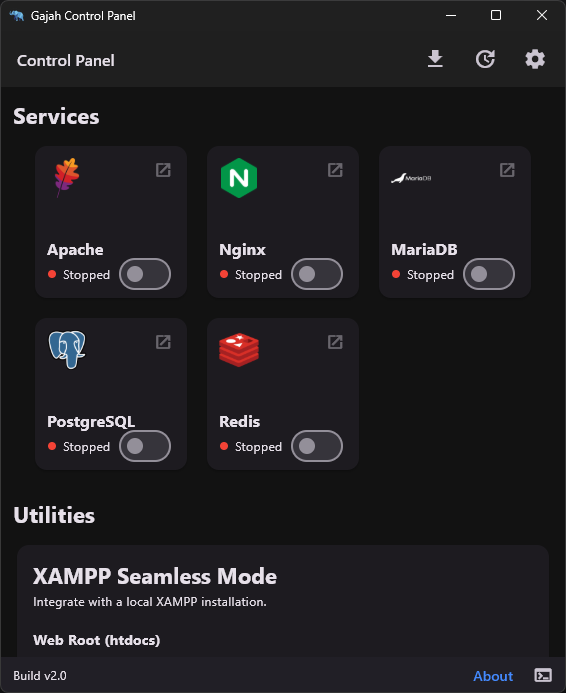 Gajah Control Panel
Control Panel
Services
Apache
Stopped
Nginx
Stopped
MariaDB
MariaDB
Stopped
PostgreSQL
Stopped
Redis
Stopped
Utilities
XAMPP Seamless Mode
Integrate with a local XAMPP installation.
Web Root (htdocs)
Build v2.0
About